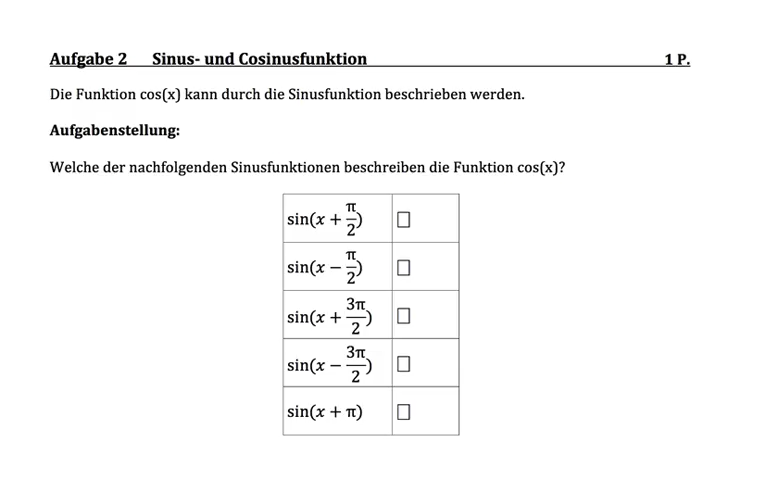 Aufgabe 2 Sinus- und Cosinusfunktion 1 P.
Die Funktion cos(x) kann durch die Sinusfunktion beschrieben werden.
Aufgabenstellung:
Welche der nachfolgenden Sinusfunktionen beschreiben die Funktion cos(x)?
sin(x + π/2) ☐
sin(x − π/2) ☐
sin(x + 3π/2) ☐
sin(x − 3π/2) ☐
sin(x + π) ☐